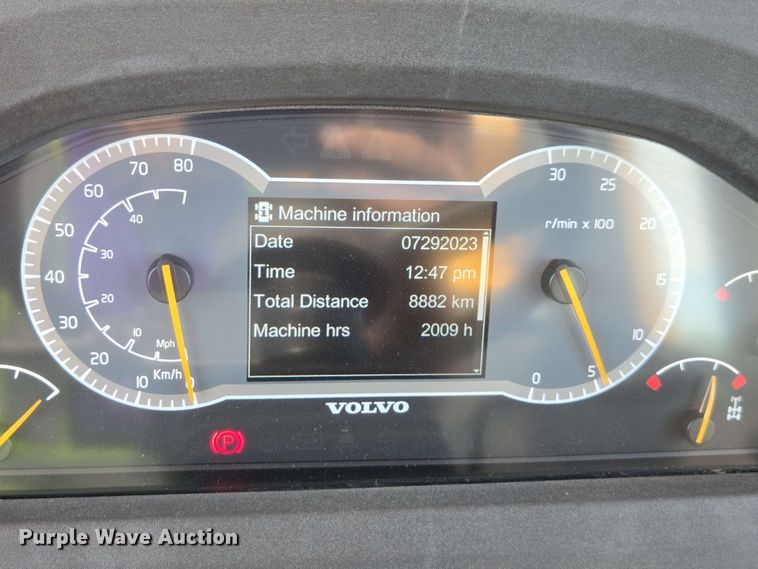 Machine information
Date 07292023
Time 12:47 pm
Total Distance 8882 km
Machine hrs 2009 h
80
70
60
50
40
30
20
10
0
40
30
20
10
Mph
Km/h
30
25
20
15
10
5
0
r/min x 100
VOLVO
P
Purple Wave Auction